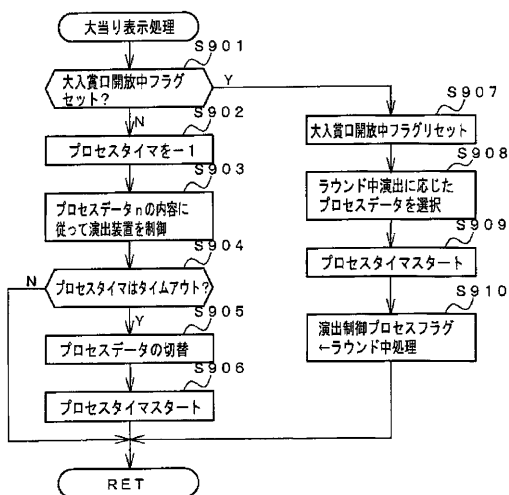 大当り表示処理
S901
大入賞口開放中フラグ
セット?
Y
N
S902
プロセスタイマを－1
S903
プロセスデータnの内容に
従って演出装置を制御
S904
N
プロセスタイマはタイムアウト?
Y
S905
プロセスデータの切替
S906
プロセスタイマスタート
S907
大入賞口開放中フラグリセット
S908
ラウンド中演出に応じた
プロセスデータを選択
S909
プロセスタイマスタート
S910
演出制御プロセスフラグ
←ラウンド中処理
RET